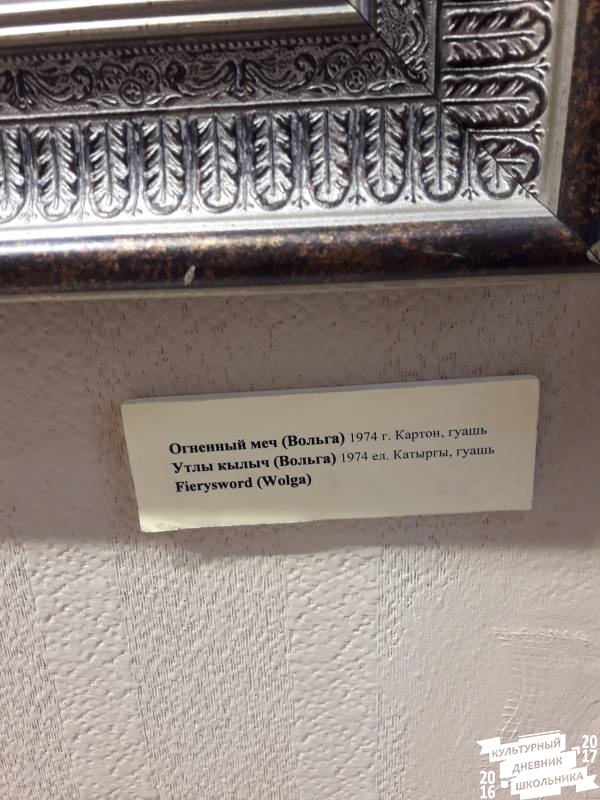 Огненный меч (Вольга) 1974 г. Картон, гуашь
Утлы кылыч (Вольга) 1974 ел. Катыргы, гуашь
Fierysword (Wolga)
КУЛЬТУРНЫЙ
ДНЕВНИК
ШКОЛЬНИКА
2016
2017